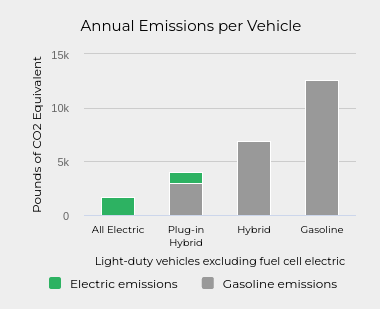 Annual Emissions per Vehicle
Pounds of CO2 Equivalent
15k
10k
5k
0
All Electric
Plug-in
Hybrid
Hybrid
Gasoline
Light-duty vehicles excluding fuel cell electric
Electric emissions
Gasoline emissions